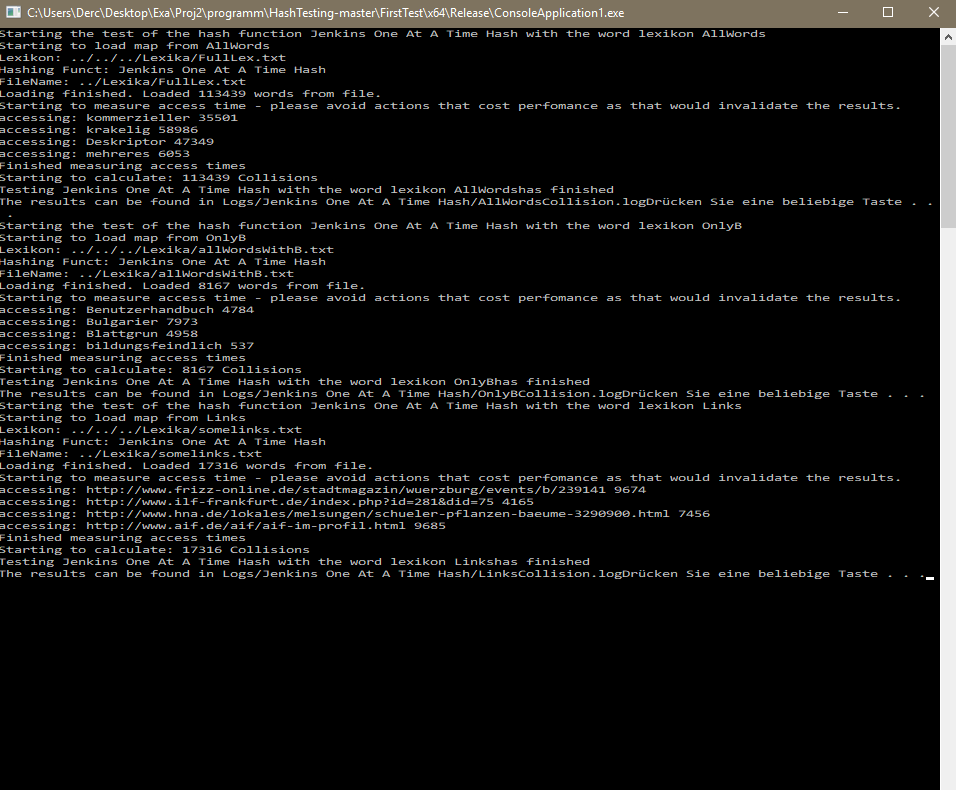 C:\Users\Derc\Desktop\Exa\Proj2\programm\HashTesting-master\FirstTest\x64\Release\ConsoleApplication1.exe
Starting the test of the hash function Jenkins One At A Time Hash with the word lexikon AllWords
Starting to load map from AllWords
Lexikon: ../../../Lexika/FullLex.txt
Hashing Funct: Jenkins One At A Time Hash
FileName: ../Lexika/FullLex.txt
Loading finished. Loaded 113439 words from file.
Starting to measure access time - please avoid actions that cost perfomance as that would invalidate the results.
accessing: kommerzieller 35501
accessing: krakelig 58986
accessing: Deskriptor 47349
accessing: mehreres 6053
Finished measuring access times
Starting to calculate: 113439 Collisions
Testing Jenkins One At A Time Hash with the word lexikon AllWordshas finished
The results can be found in Logs/Jenkins One At A Time Hash/AllWordsCollision.logDrücken Sie eine beliebige Taste . .
 .
Starting the test of the hash function Jenkins One At A Time Hash with the word lexikon OnlyB
Starting to load map from OnlyB
Lexikon: ../../../Lexika/allWordsWithB.txt
Hashing Funct: Jenkins One At A Time Hash
FileName: ../Lexika/allWordsWithB.txt
Loading finished. Loaded 8167 words from file.
Starting to measure access time - please avoid actions that cost perfomance as that would invalidate the results.
accessing: Benutzerhandbuch 4784
accessing: Bulgarier 7973
accessing: Blattgrun 4958
accessing: bildungsfeindlich 537
Finished measuring access times
Starting to calculate: 8167 Collisions
Testing Jenkins One At A Time Hash with the word lexikon OnlyBhas finished
The results can be found in Logs/Jenkins One At A Time Hash/OnlyBCollision.logDrücken Sie eine beliebige Taste . . .
Starting the test of the hash function Jenkins One At A Time Hash with the word lexikon Links
Starting to load map from Links
Lexikon: ../../../Lexika/somelinks.txt
Hashing Funct: Jenkins One At A Time Hash
FileName: ../Lexika/somelinks.txt
Loading finished. Loaded 17316 words from file.
Starting to measure access time - please avoid actions that cost perfomance as that would invalidate the results.
accessing: http://www.frizz-online.de/stadtmagazin/wuerzburg/events/b/239141 9674
accessing: http://www.ilf-frankfurt.de/index.php?id=281&did=75 4165
accessing: http://www.hna.de/lokales/melsungen/schueler-pflanzen-baeume-3290900.html 7456
accessing: http://www.aif.de/aif/aif-im-profil.html 9685
Finished measuring access times
Starting to calculate: 17316 Collisions
Testing Jenkins One At A Time Hash with the word lexikon Linkshas finished
The results can be found in Logs/Jenkins One At A Time Hash/LinksCollision.logDrücken Sie eine beliebige Taste . . .